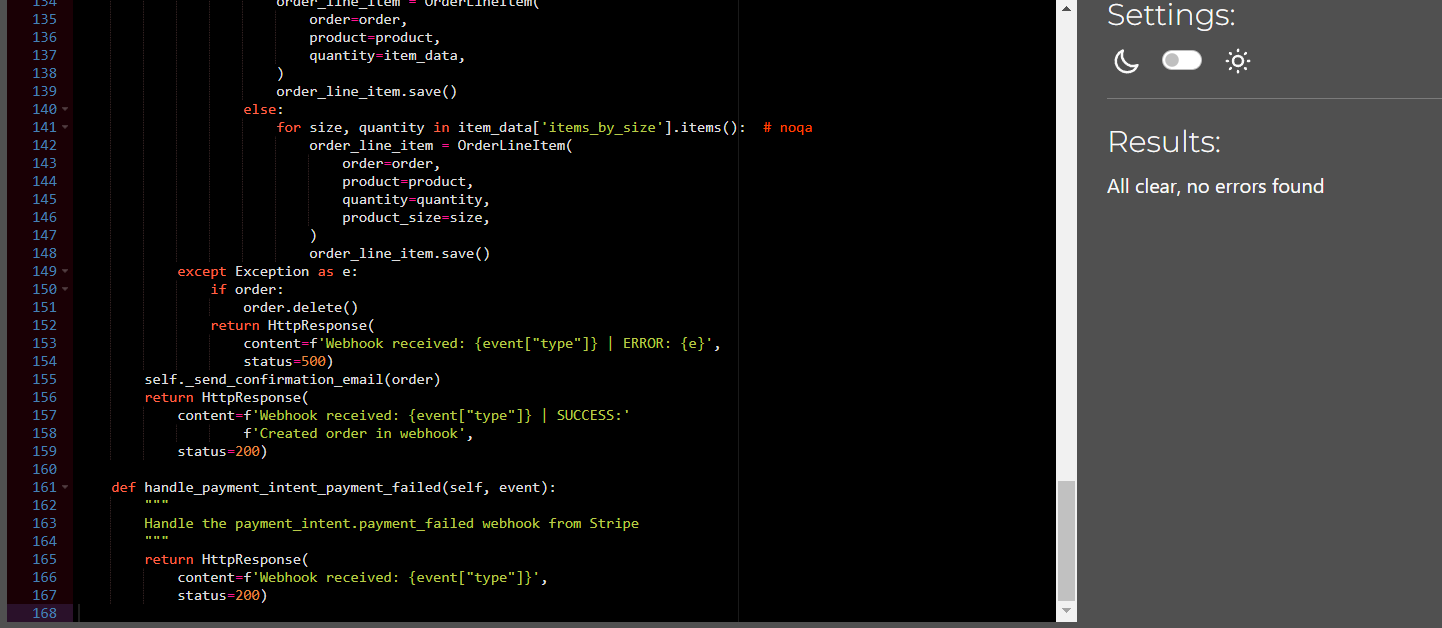 134                         order_line_item = OrderLineItem(
135                             order=order,
136                             product=product,
137                             quantity=item_data,
138                         )
139                         order_line_item.save()
140                     else:
141                         for size, quantity in item_data['items_by_size'].items():  # noqa
142                             order_line_item = OrderLineItem(
143                                 order=order,
144                                 product=product,
145                                 quantity=quantity,
146                                 product_size=size,
147                             )
148                             order_line_item.save()
149             except Exception as e:
150                 if order:
151                     order.delete()
152                 return HttpResponse(
153                     content=f'Webhook received: {event["type"]} | ERROR: {e}',
154                     status=500)
155         self._send_confirmation_email(order)
156         return HttpResponse(
157             content=f'Webhook received: {event["type"]} | SUCCESS:'
158                     f'Created order in webhook',
159             status=200)
160
161     def handle_payment_intent_payment_failed(self, event):
162         """
163         Handle the payment_intent.payment_failed webhook from Stripe
164         """
165         return HttpResponse(
166             content=f'Webhook received: {event["type"]}',
167             status=200)
168
Settings:
Results:
All clear, no errors found